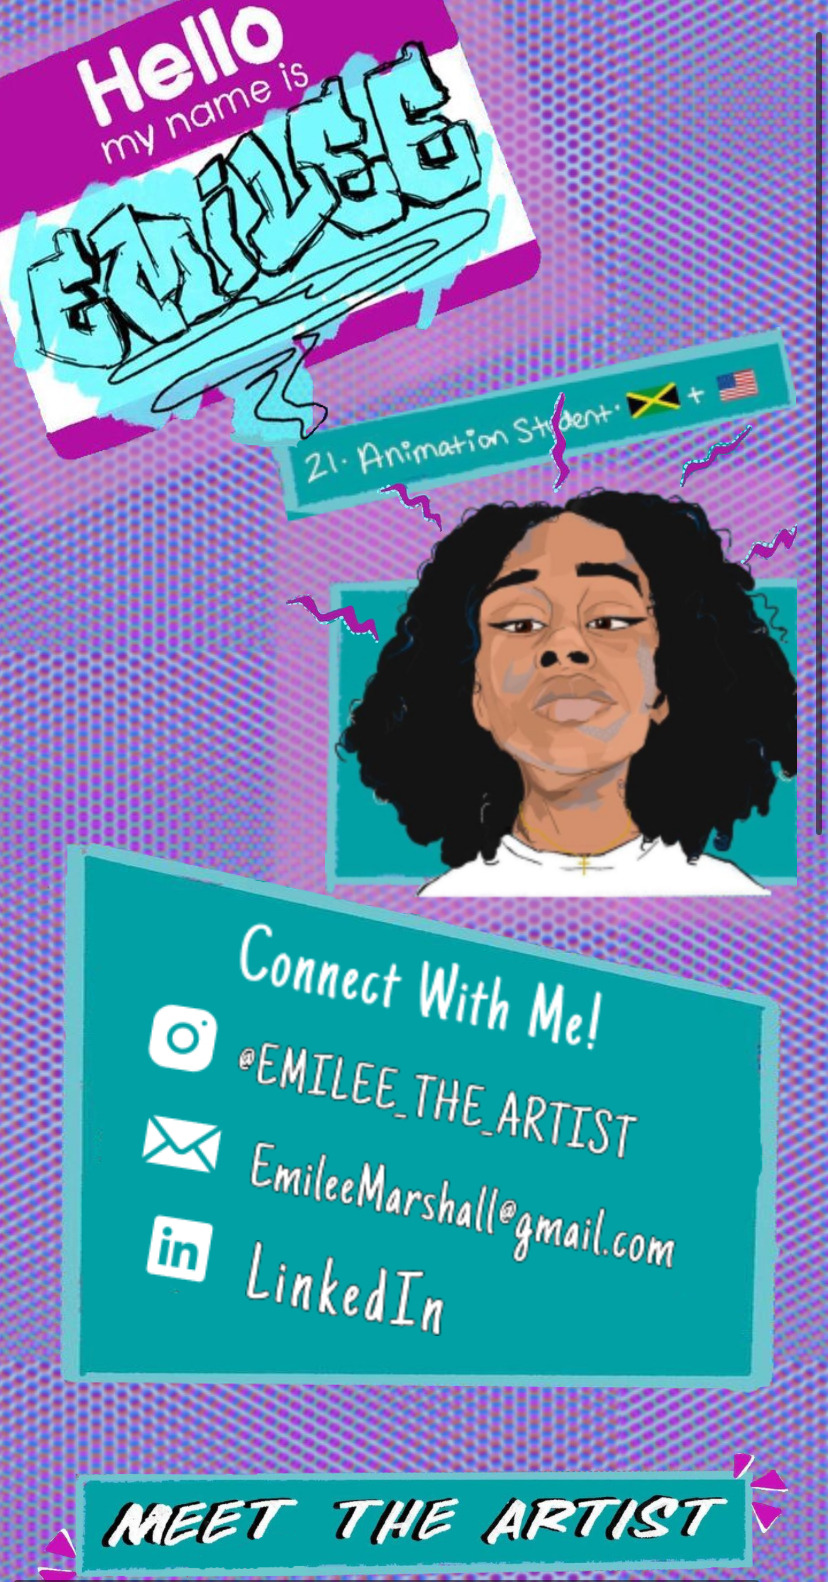 Hello
my name is
EMiLEE
21. Animation Student. +
Connect With Me!
@EMILEE_THE_ARTIST
EmileeMarshall@gmail.com
in LinkedIn
MEET THE ARTIST